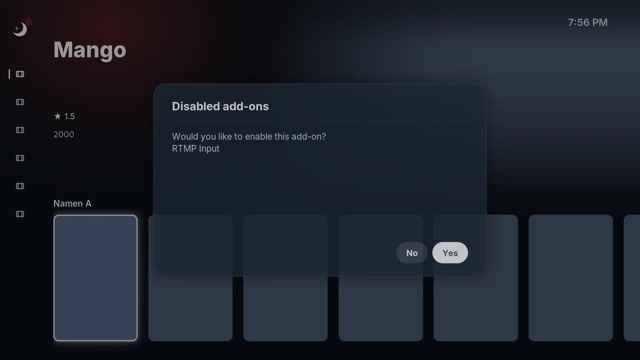 7:56 PM
Mango
★ 1.5
2000
Disabled add-ons
Would you like to enable this add-on?
RTMP Input
No
Yes
Namen A